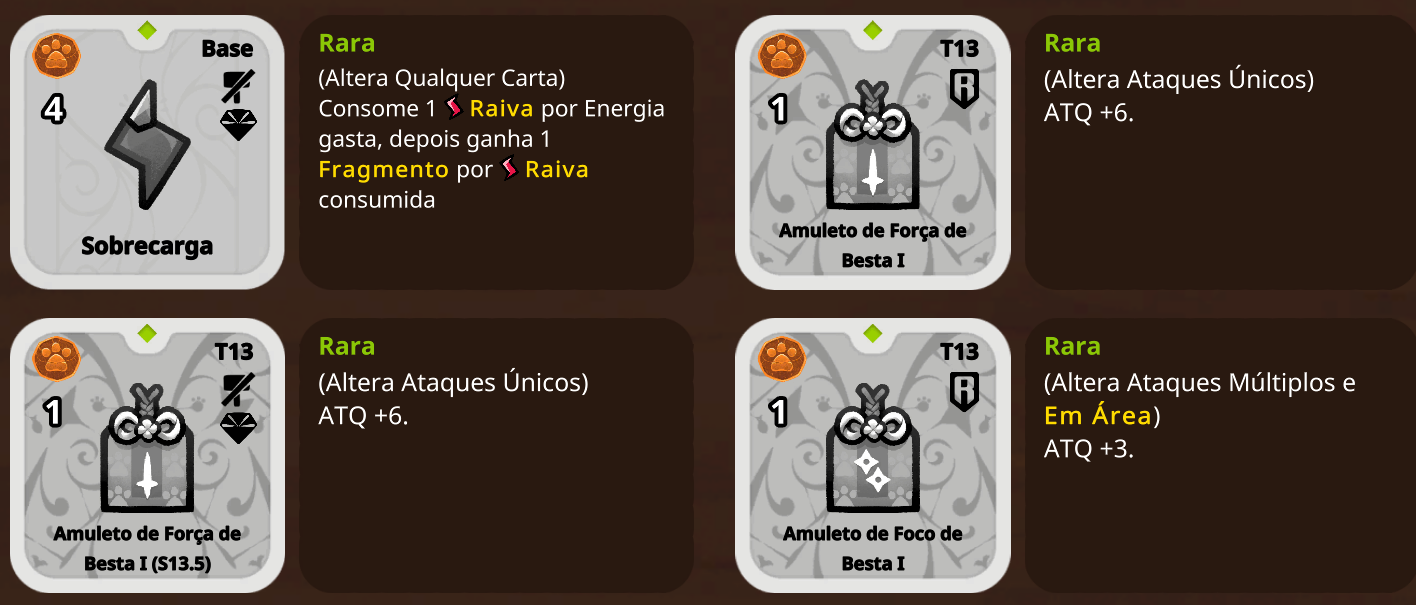 4
Base
Sobrecarga
Rara
(Altera Qualquer Carta)
Consome 1 Raiva por Energia
gasta, depois ganha 1
Fragmento por Raiva
consumida
1
T13
R
Amuleto de Força de
Besta I
Rara
(Altera Ataques Únicos)
ATQ +6.
1
T13
Amuleto de Força de
Besta I (S13.5)
Rara
(Altera Ataques Únicos)
ATQ +6.
1
T13
R
Amuleto de Foco de
Besta I
Rara
(Altera Ataques Múltiplos e
Em Área)
ATQ +3.